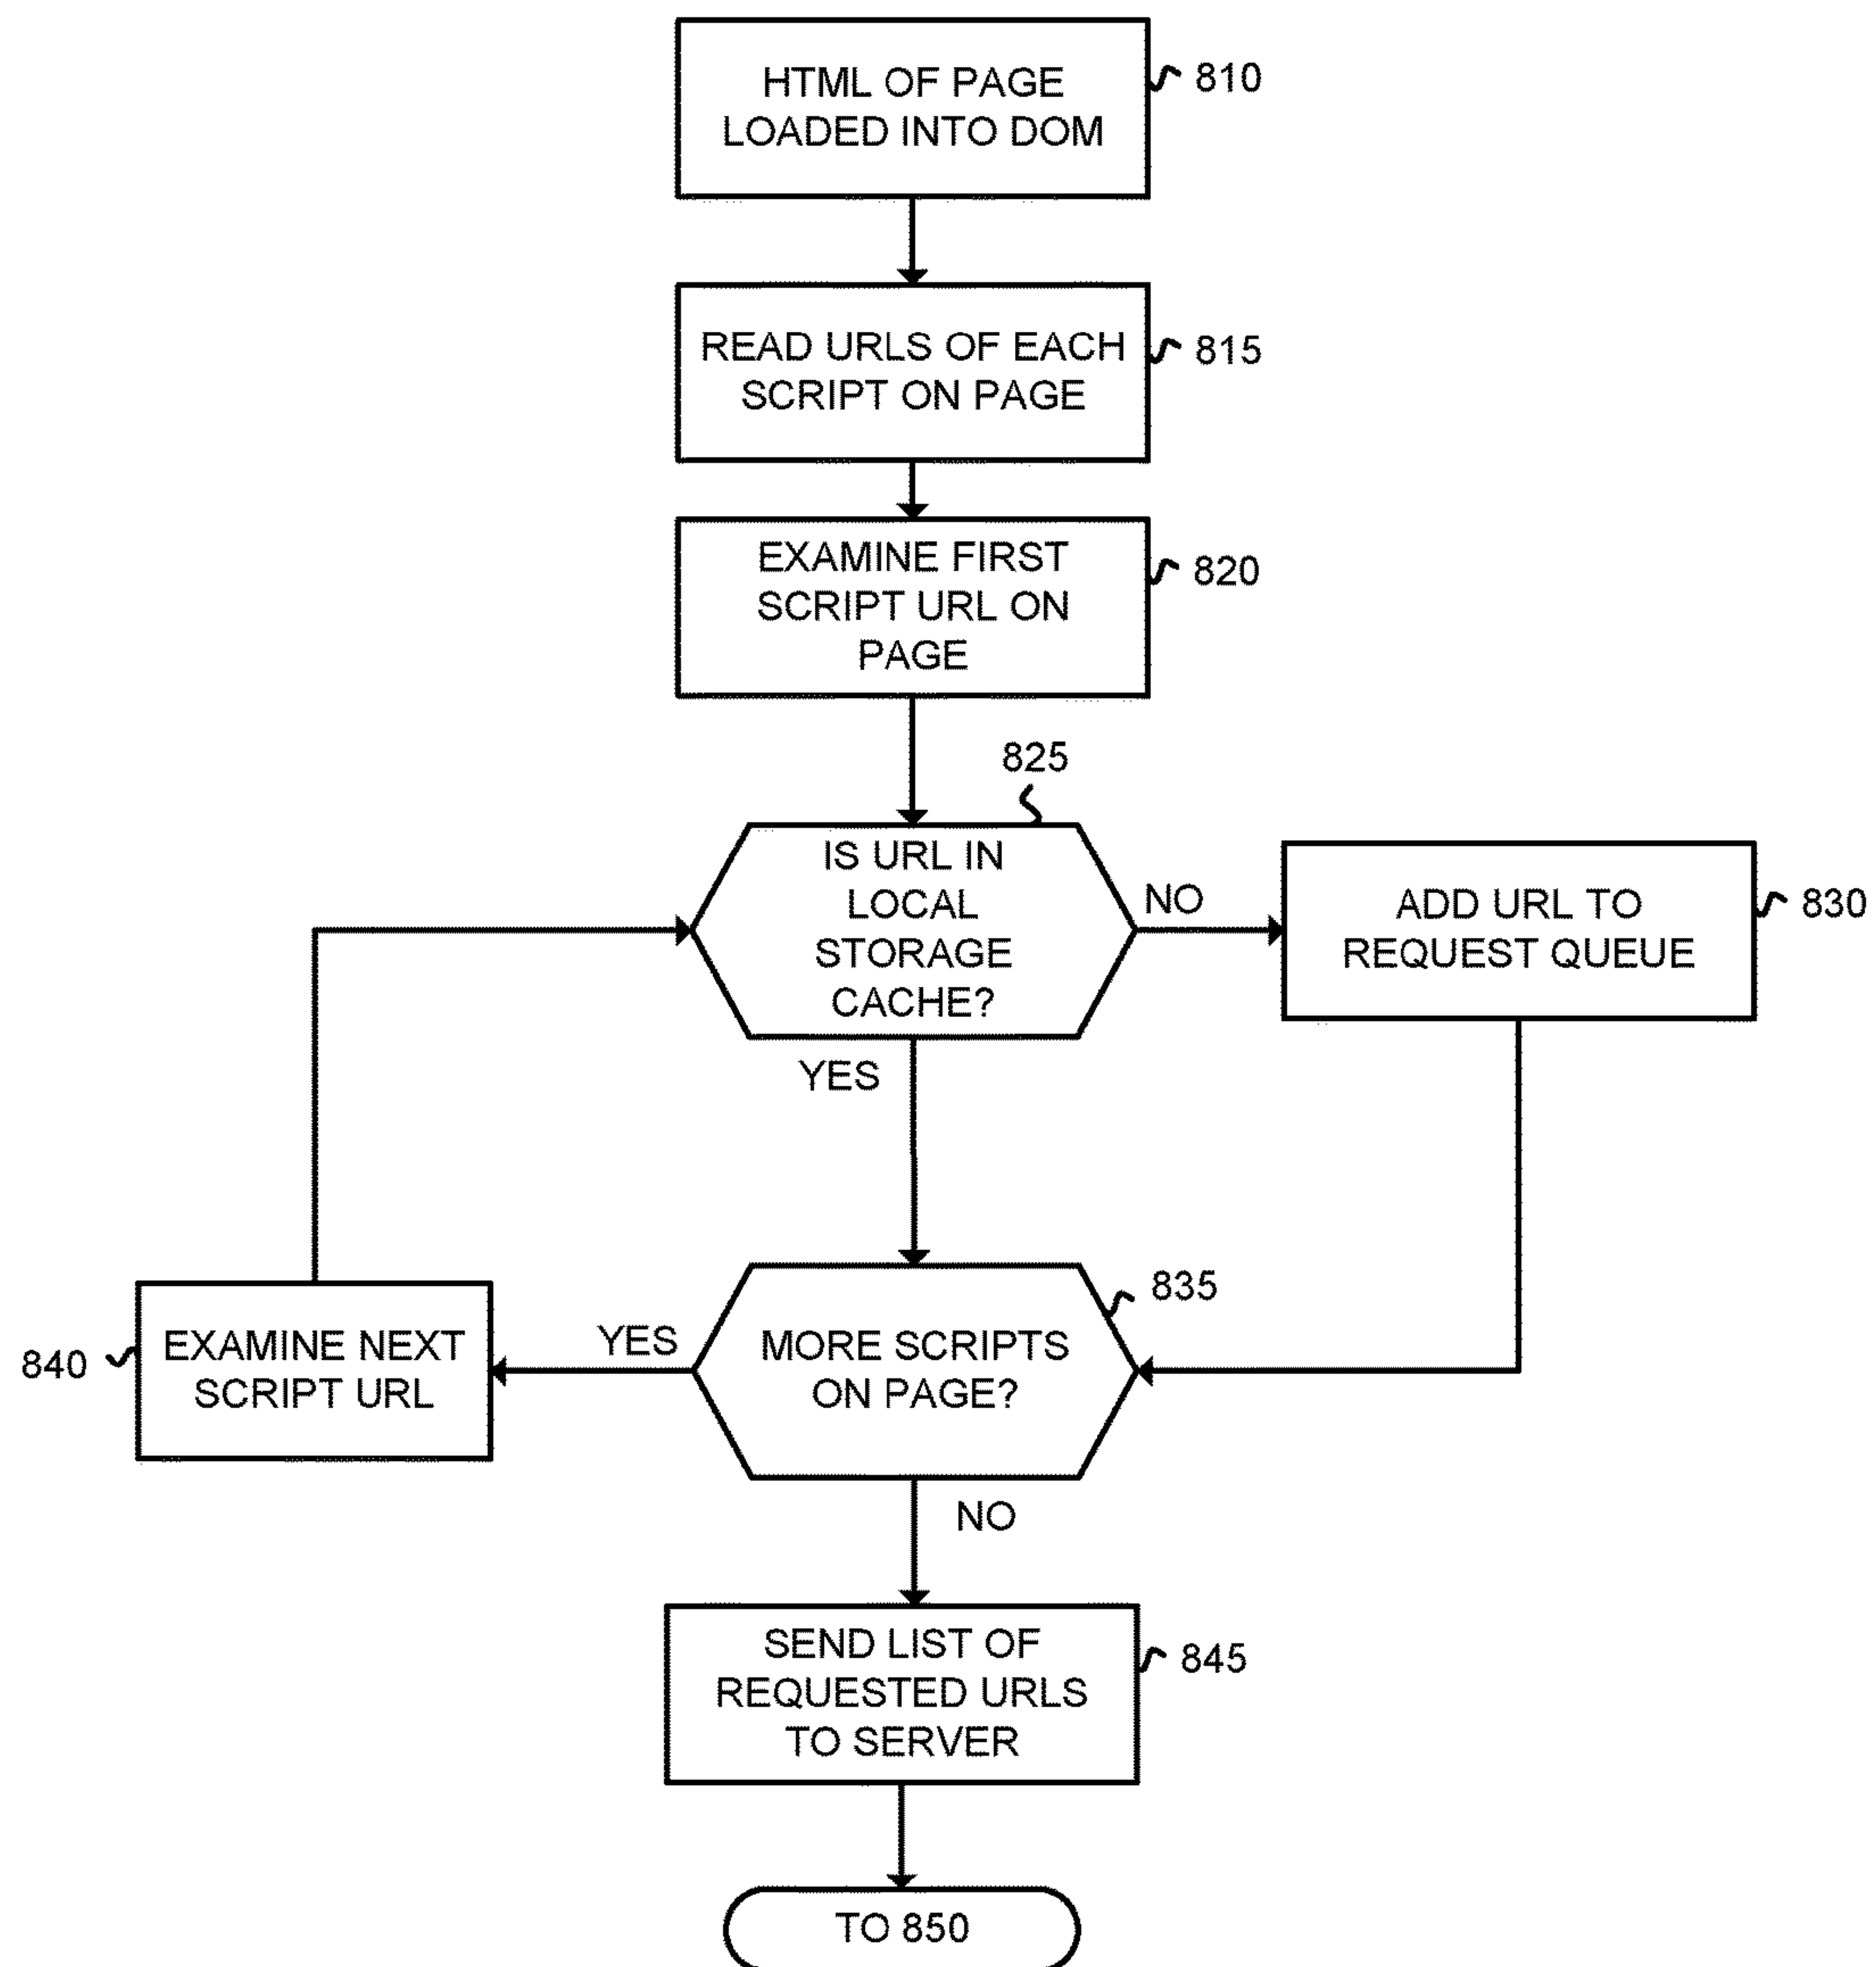 HTML OF PAGE
LOADED INTO DOM
810
READ URLS OF EACH
SCRIPT ON PAGE
815
EXAMINE FIRST
SCRIPT URL ON
PAGE
820
825
IS URL IN
LOCAL
STORAGE
CACHE?
NO
ADD URL TO
REQUEST QUEUE
830
YES
835
MORE SCRIPTS
ON PAGE?
YES
EXAMINE NEXT
SCRIPT URL
840
NO
SEND LIST OF
REQUESTED URLS
TO SERVER
845
TO 850